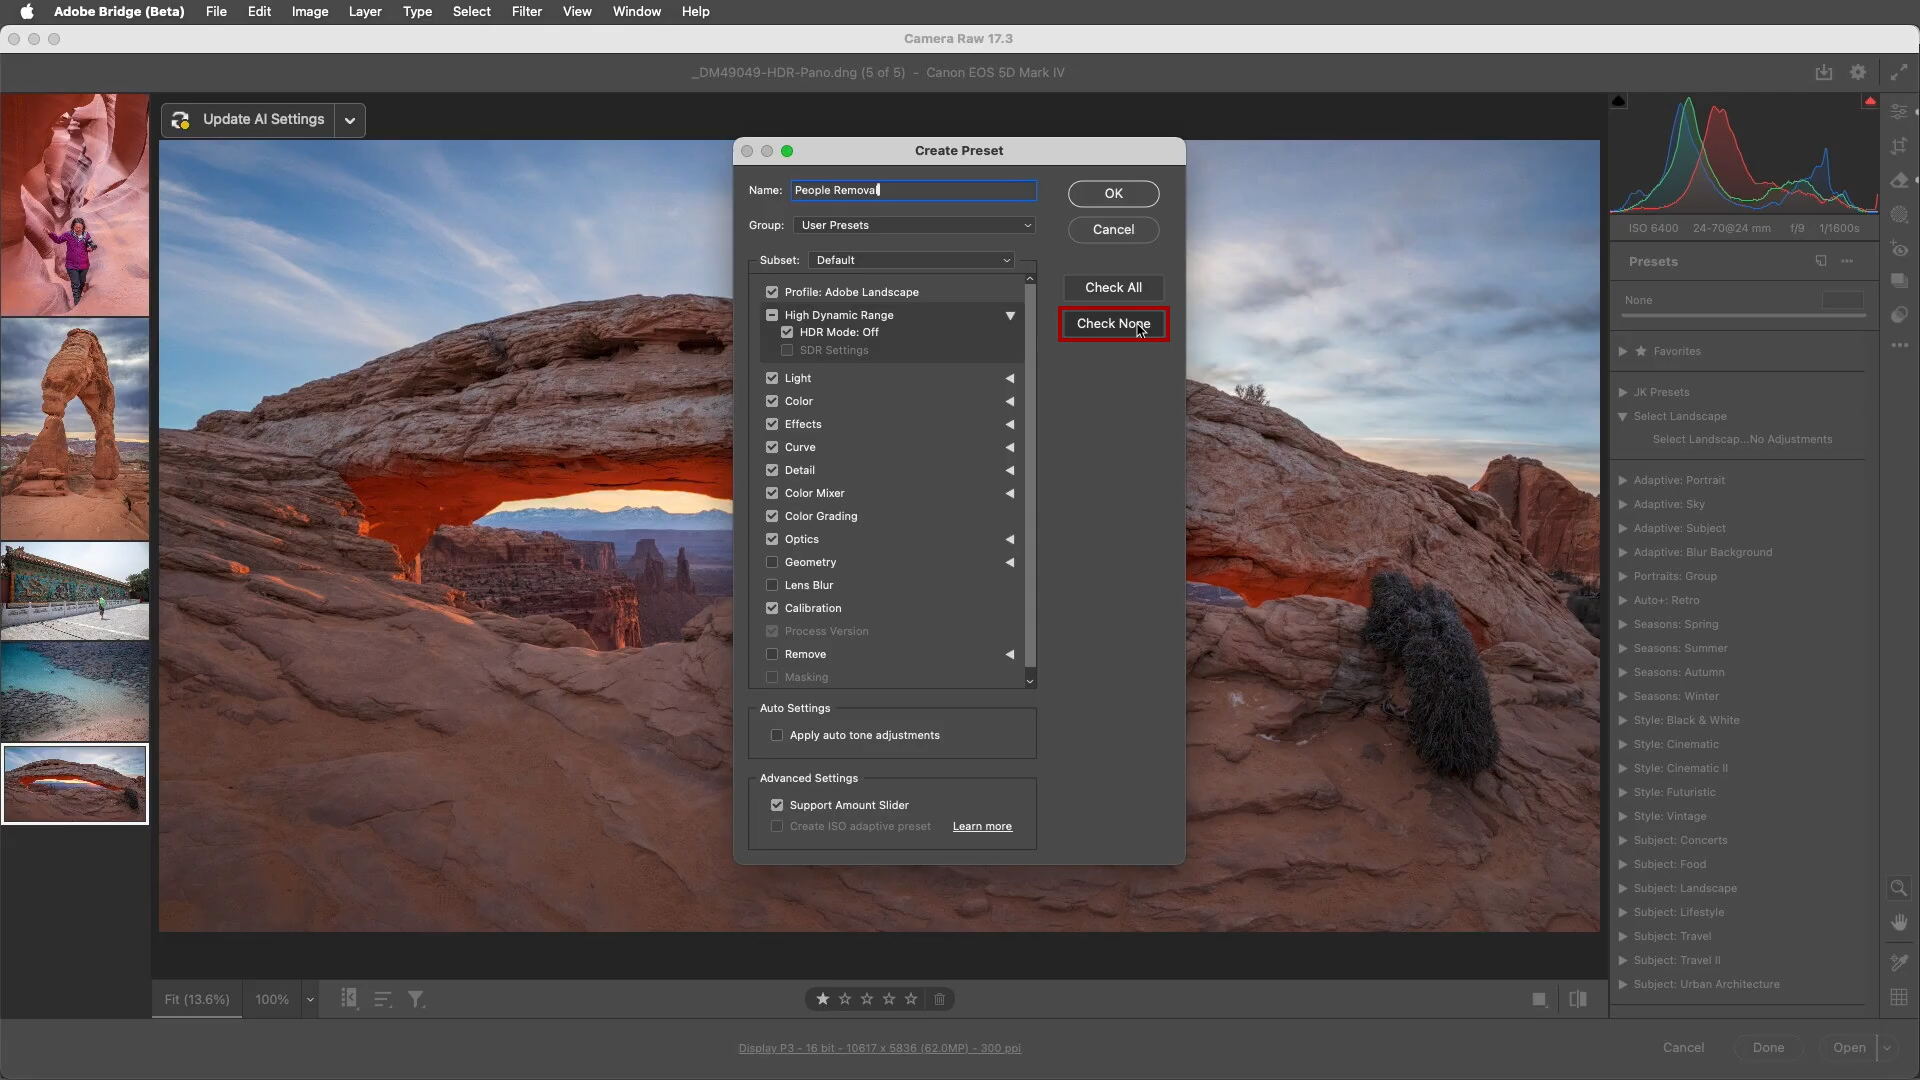 Adobe Bridge (Beta) File Edit Image Layer Type Select Filter View Window Help
Camera Raw 17.3
_DM49049-HDR-Pano.dng (5 of 5) - Canon EOS 5D Mark IV
Update AI Settings
Create Preset
Name: People Removal
OK
Group: User Presets
Cancel
Subset: Default
Check All
Check None
Profile: Adobe Landscape
High Dynamic Range
HDR Mode: Off
SDR Settings
Light
Color
Effects
Curve
Detail
Color Mixer
Color Grading
Optics
Geometry
Lens Blur
Calibration
Process Version
Remove
Masking
Auto Settings
Apply auto tone adjustments
Advanced Settings
Support Amount Slider
Create ISO adaptive preset Learn more
ISO 6400 24-70@24 mm f/9 1/1600s
Presets
None
Favorites
JK Presets
Select Landscape
Select Landscap...No Adjustments
Adaptive: Portrait
Adaptive: Sky
Adaptive: Subject
Adaptive: Blur Background
Portraits: Group
Auto+: Retro
Seasons: Spring
Seasons: Summer
Seasons: Autumn
Seasons: Winter
Style: Black & White
Style: Cinematic
Style: Cinematic II
Style: Futuristic
Style: Vintage
Subject: Concerts
Subject: Food
Subject: Landscape
Subject: Lifestyle
Subject: Travel
Subject: Travel II
Subject: Urban Architecture
Fit (13.6%) 100%
Display P3 - 16 bit - 10617 x 5836 (62.0MP) - 300 ppi
Cancel Done Open